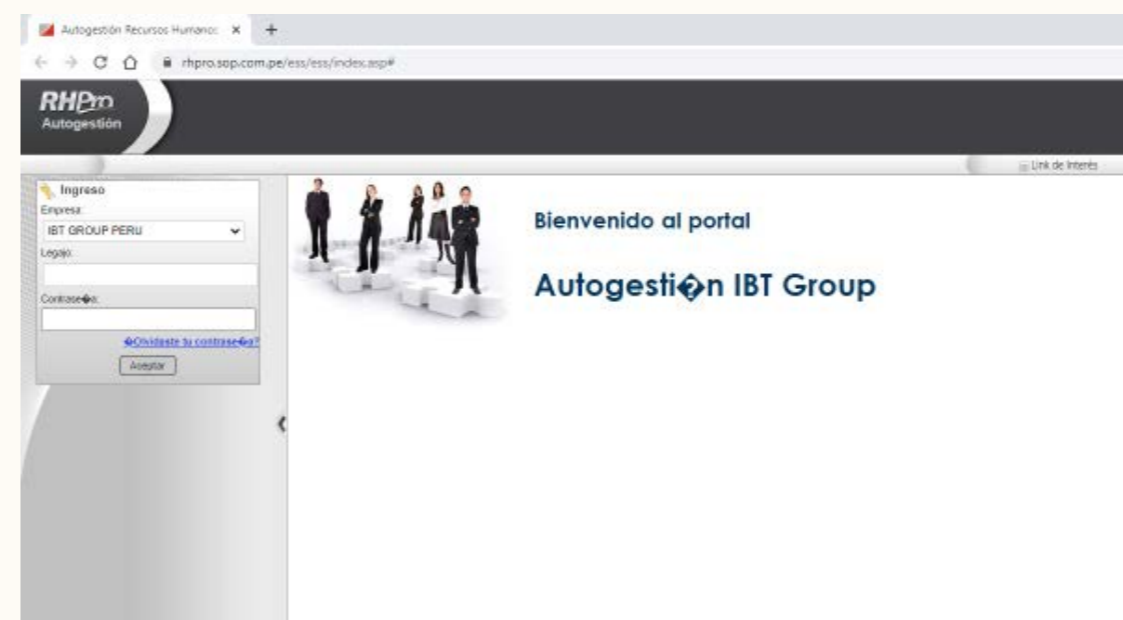 Autogestión Recursos Humano:
rhpro.sop.com.pe/ess/ess/index.asp#
RHPro
Autogestión
Link de Interés
Ingreso
Empresa:
IBT GROUP PERU
Legajo:
Contrase�a:
�Olvidaste tu contrase�a?
Aceptar
Bienvenido al portal
Autogesti�n IBT Group